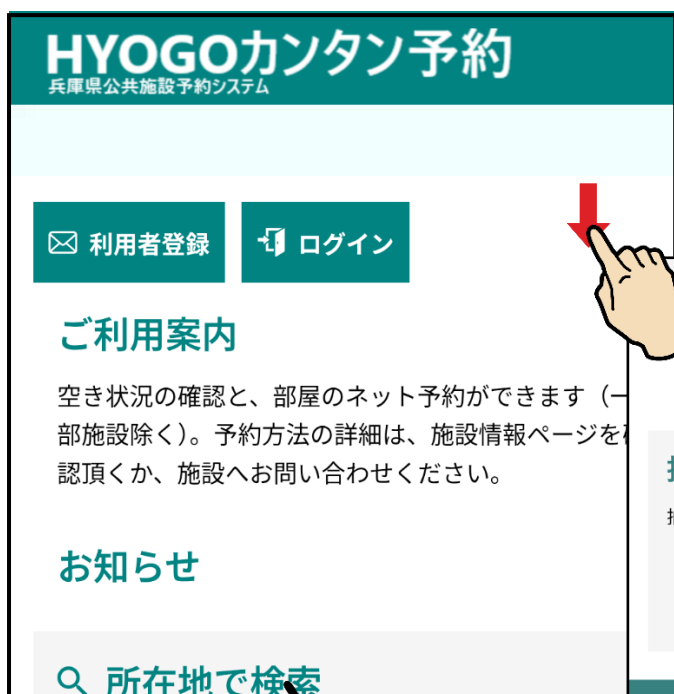 HYOGOカンタン予約
兵庫県公共施設予約システム
利用者登録
ログイン
ご利用案内
空き状況の確認と、部屋のネット予約ができます（一
部施設除く）。予約方法の詳細は、施設情報ページを
認頂くか、施設へお問い合わせください。
お知らせ
所在地で検索